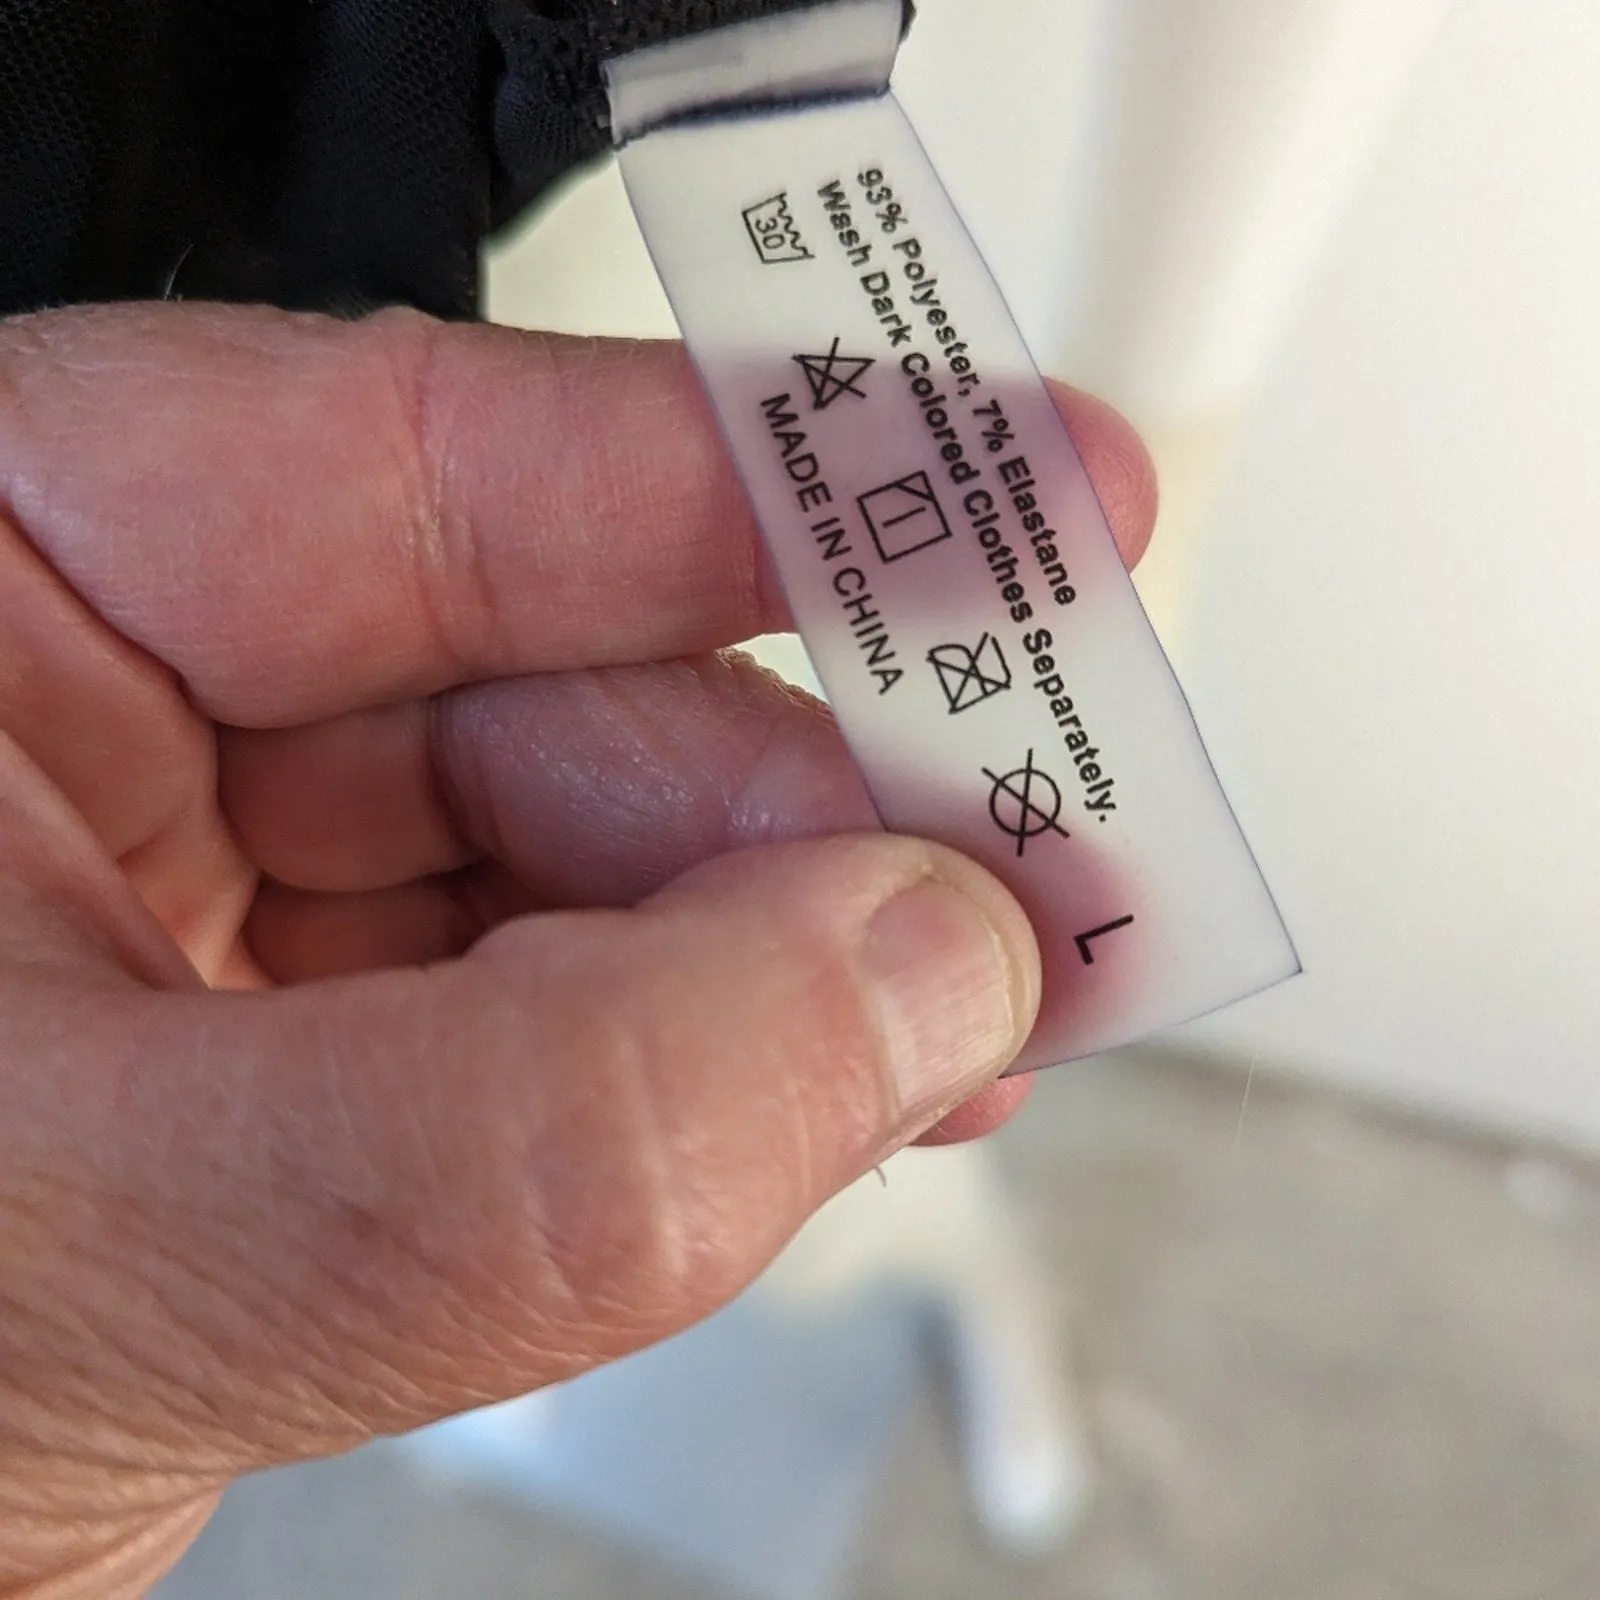 93% Polyester, 7% Elastane
Wash Dark Colored Clothes Separately.
30
MADE IN CHINA
L